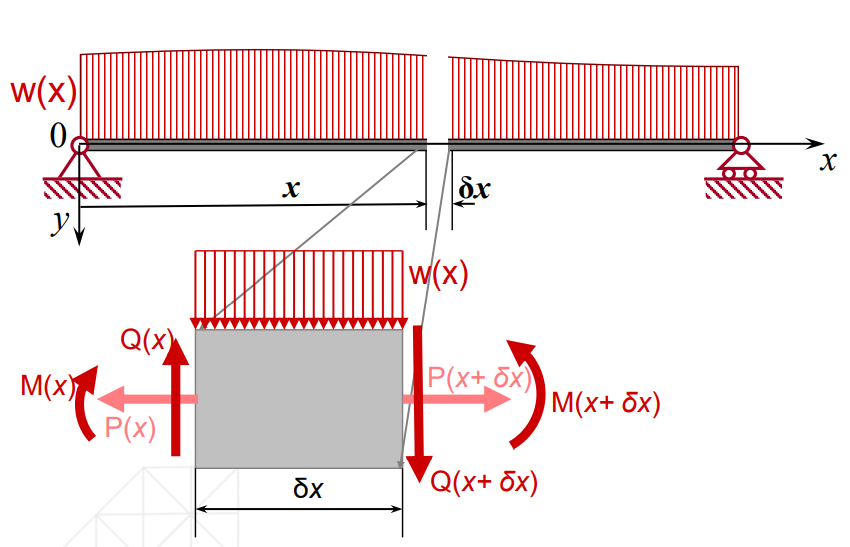 w(x)
0
x
x
δx
y
w(x)
Q(x)
M(x)
P(x)
P(x+ δx)
M(x+ δx)
Q(x+ δx)
δx